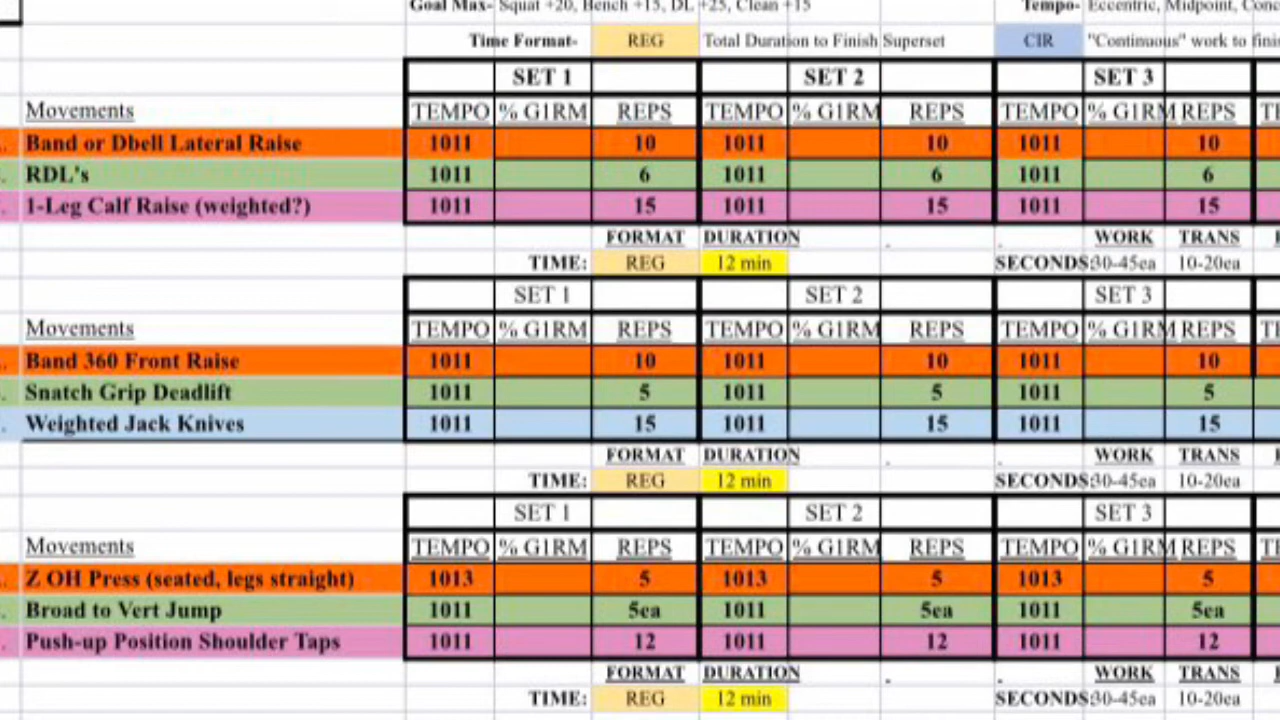 Goal Max- Squat +20, Bench +15, DL +25, Clean +15 Tempo- Eccentric, Midpoint,
Time Format- REG Total Duration to Finish Superset CIR "Continuous" work to
SET 1 SET 2 SET 3
Movements TEMPO % G1RM REPS TEMPO % G1RM REPS TEMPO % G1RM REPS
Band or Dbell Lateral Raise 1011 10 1011 10 1011 10
RDL's 1011 6 1011 6 1011 6
1-Leg Calf Raise (weighted?) 1011 15 1011 15 1011 15
FORMAT DURATION . . WORK TRANS
TIME: REG 12 min SECONDS: 30-45ea 10-20ea
SET 1 SET 2 SET 3
Movements TEMPO % G1RM REPS TEMPO % G1RM REPS TEMPO % G1RM REPS
Band 360 Front Raise 1011 10 1011 10 1011 10
Snatch Grip Deadlift 1011 5 1011 5 1011 5
Weighted Jack Knives 1011 15 1011 15 1011 15
FORMAT DURATION . . WORK TRANS
TIME: REG 12 min SECONDS: 30-45ea 10-20ea
SET 1 SET 2 SET 3
Movements TEMPO % G1RM REPS TEMPO % G1RM REPS TEMPO % G1RM REPS
Z OH Press (seated, legs straight) 1013 5 1013 5 1013 5
Broad to Vert Jump 1011 5ea 1011 5ea 1011 5ea
Push-up Position Shoulder Taps 1011 12 1011 12 1011 12
FORMAT DURATION . . WORK TRANS
TIME: REG 12 min SECONDS: 30-45ea 10-20ea